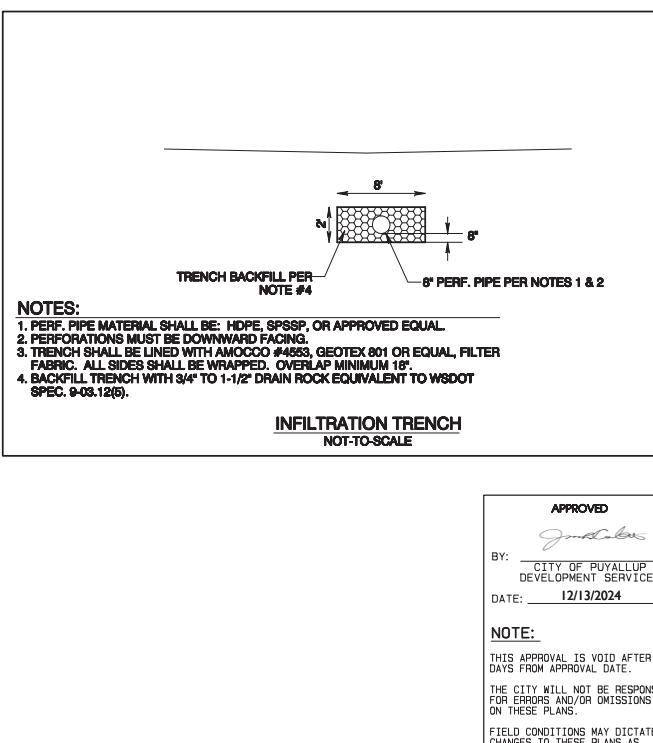 8'
2'
8"
TRENCH BACKFILL PER
NOTE #4
8" PERF. PIPE PER NOTES 1 & 2
NOTES:
1. PERF. PIPE MATERIAL SHALL BE: HDPE, SPSSP, OR APPROVED EQUAL.
2. PERFORATIONS MUST BE DOWNWARD FACING.
3. TRENCH SHALL BE LINED WITH AMOCCO #4553, GEOTEX 801 OR EQUAL, FILTER
FABRIC. ALL SIDES SHALL BE WRAPPED. OVERLAP MINIMUM 18".
4. BACKFILL TRENCH WITH 3/4" TO 1-1/2" DRAIN ROCK EQUIVALENT TO WSDOT
SPEC. 9-03.12(5).
INFILTRATION TRENCH
NOT-TO-SCALE
APPROVED
BY:
CITY OF PUYALLUP
DEVELOPMENT SERVICE
DATE: 12/13/2024
NOTE:
THIS APPROVAL IS VOID AFTER
DAYS FROM APPROVAL DATE.
THE CITY WILL NOT BE RESPONS
FOR ERRORS AND/OR OMISSIONS
ON THESE PLANS.
FIELD CONDITIONS MAY DICTATE
CHANGES TO THESE PLANS AS